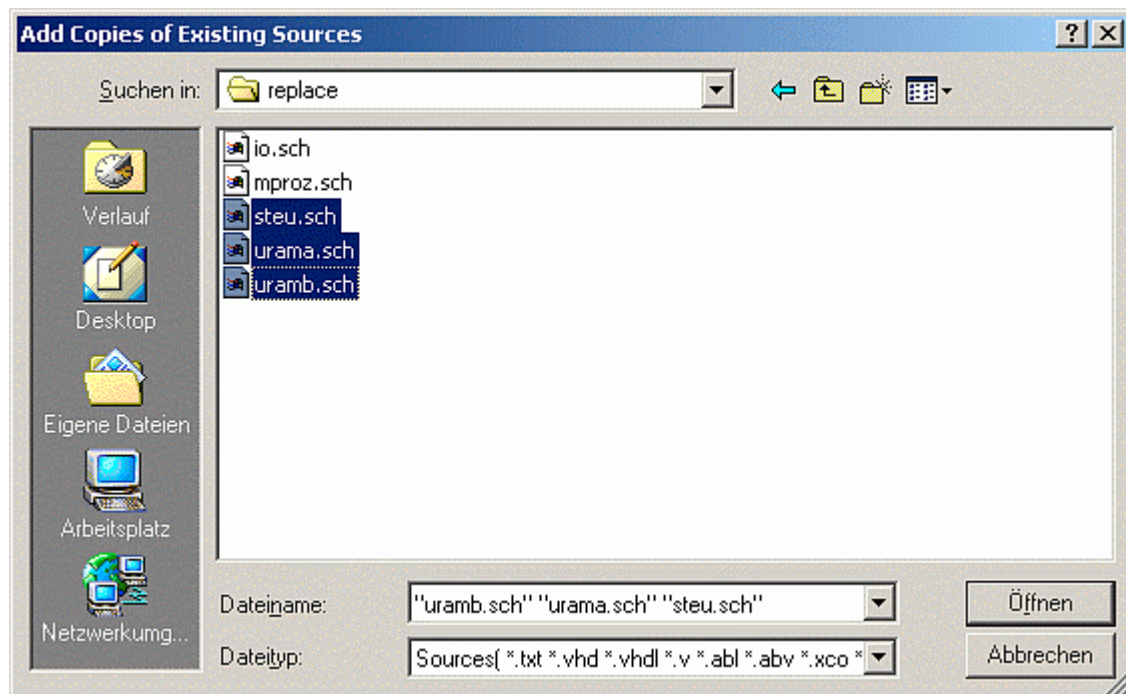 Add Copies of Existing Sources
Suchen in:
replace
io.sch
mproz.sch
steu.sch
urama.sch
uramb.sch
Verlauf
Desktop
Eigene Dateien
Arbeitsplatz
Netzwerkumg...
Dateiname:
"uramb.sch" "urama.sch" "steu.sch"
Öffnen
Dateityp:
Sources( *.txt *.vhd *.vhdl *.v *.abl *.abv *.xco *
Abbrechen